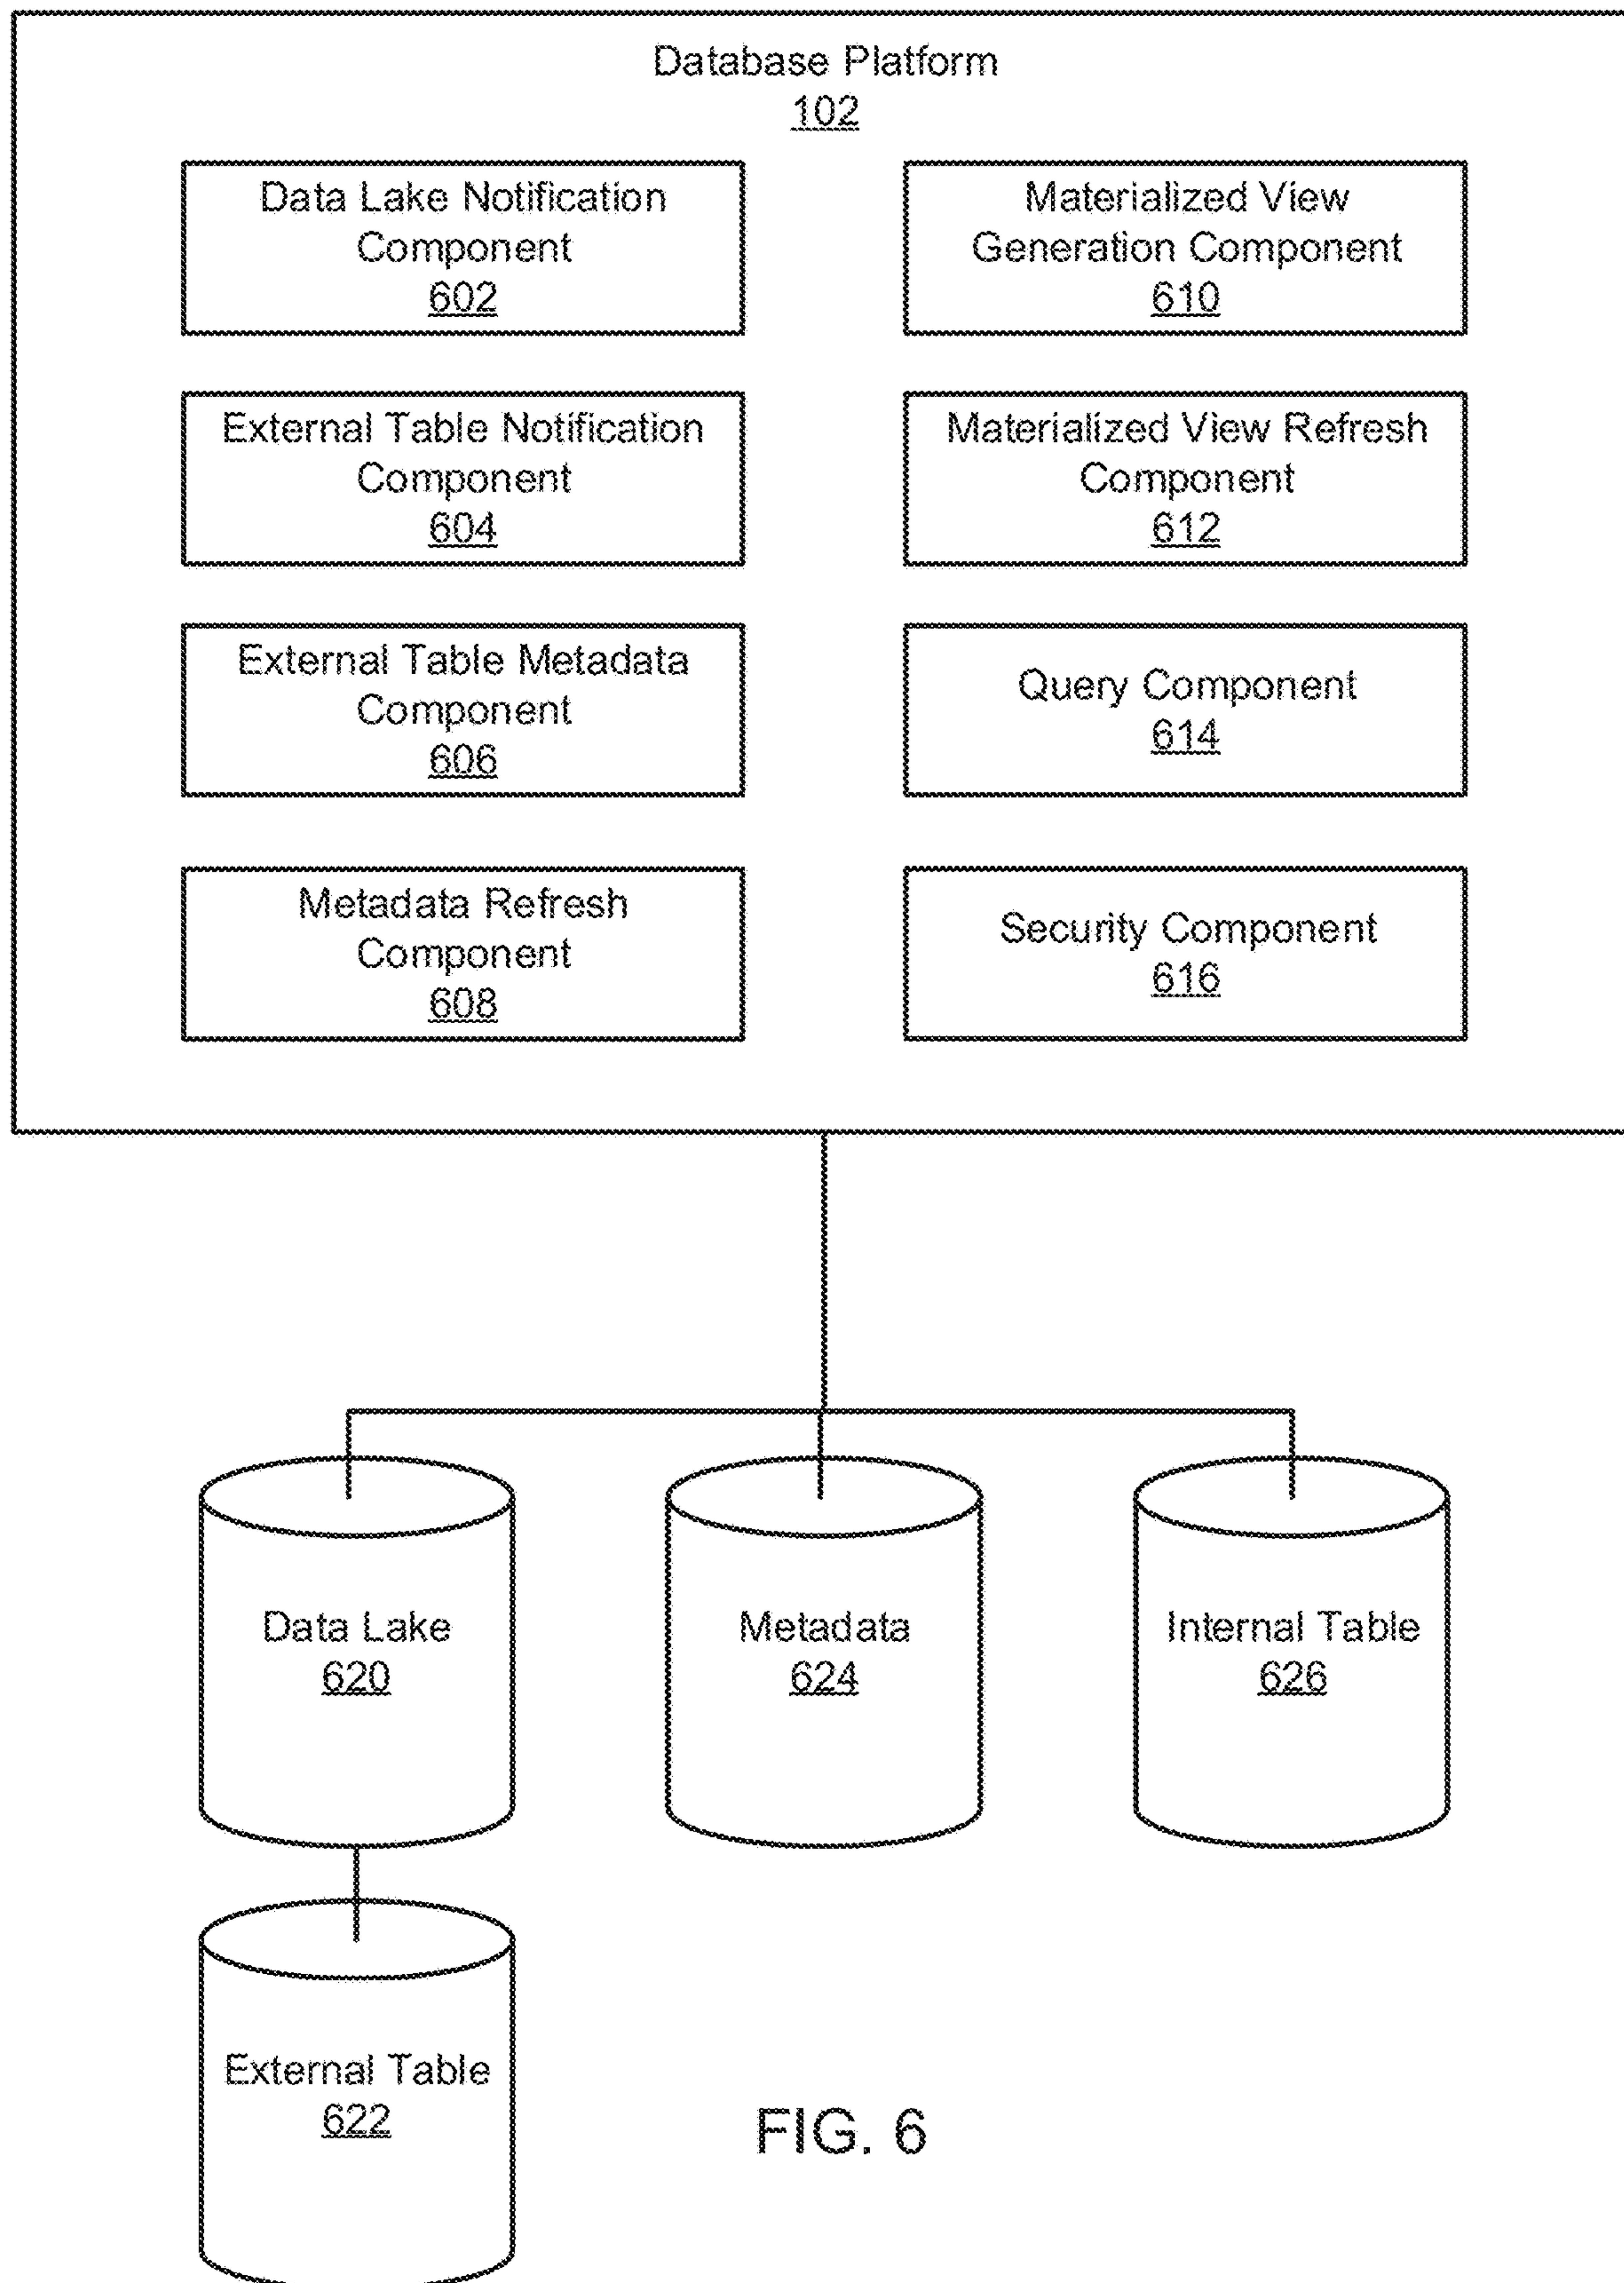 Database Platform
102
Data Lake Notification
Component
602
Materialized View
Generation Component
610
External Table Notification
Component
604
Materialized View Refresh
Component
612
External Table Metadata
Component
606
Query Component
614
Metadata Refresh
Component
608
Security Component
616
Data Lake
620
Metadata
624
Internal Table
626
External Table
622
FIG. 6